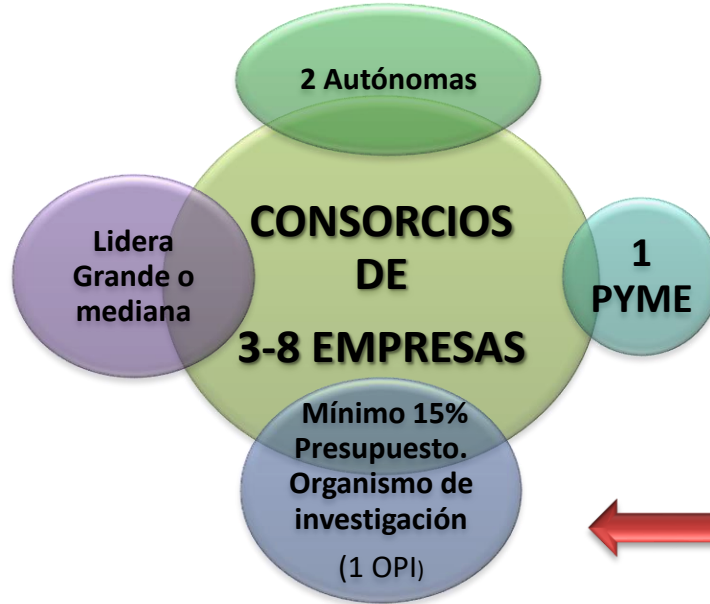 2 Autónomas
CONSORCIOS
DE
3-8 EMPRESAS
Lidera
Grande o
mediana
1
PYME
Mínimo 15%
Presupuesto.
Organismo de
investigación
(1 OPI)